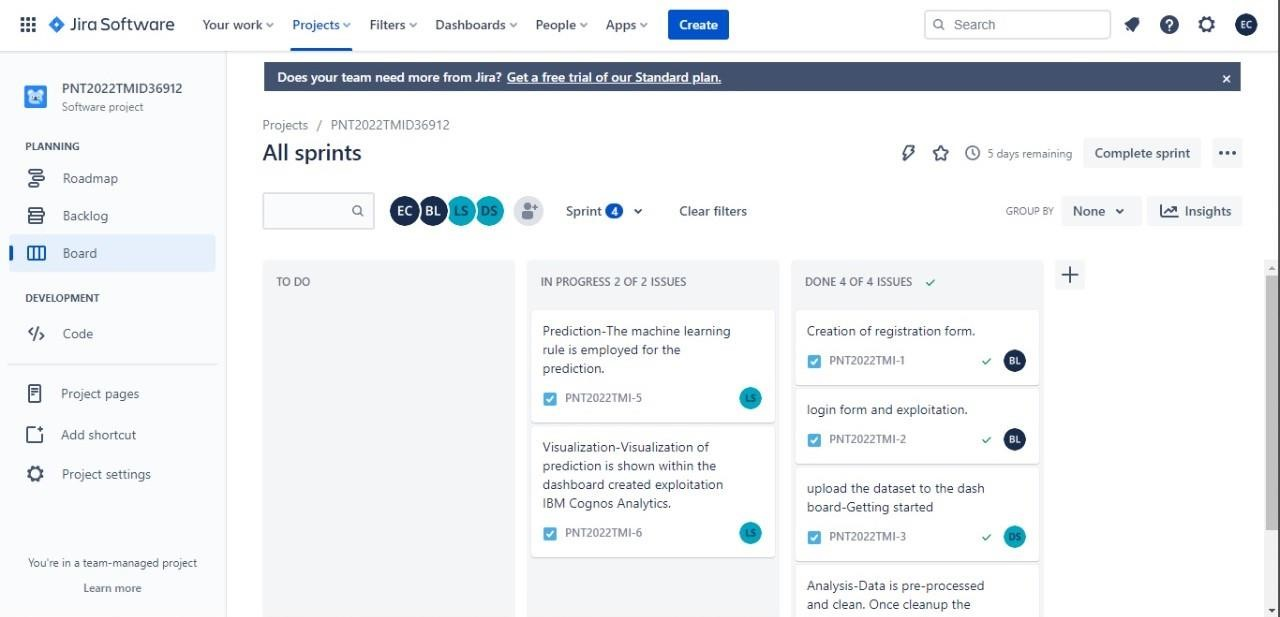 Jira Software
Your work
Projects
Filters
Dashboards
People
Apps
Create
Search
EC
PNT2022TMID36912
Software project
PLANNING
Roadmap
Backlog
Board
DEVELOPMENT
Code
Project pages
Add shortcut
Project settings
You're in a team-managed project
Learn more
Does your team need more from Jira? Get a free trial of our Standard plan.
Projects / PNT2022TMID36912
All sprints
5 days remaining
Complete sprint
EC BL LS DS
Sprint 4
Clear filters
GROUP BY
None
Insights
TO DO
IN PROGRESS 2 OF 2 ISSUES
Prediction-The machine learning
rule is employed for the
prediction.
PNT2022TMI-5
LS
Visualization-Visualization of
prediction is shown within the
dashboard created exploitation
IBM Cognos Analytics.
PNT2022TMI-6
LS
DONE 4 OF 4 ISSUES
Creation of registration form.
PNT2022TMI-1
BL
login form and exploitation.
PNT2022TMI-2
BL
upload the dataset to the dash
board-Getting started
PNT2022TMI-3
DS
Analysis-Data is pre-processed
and clean. Once cleanup the